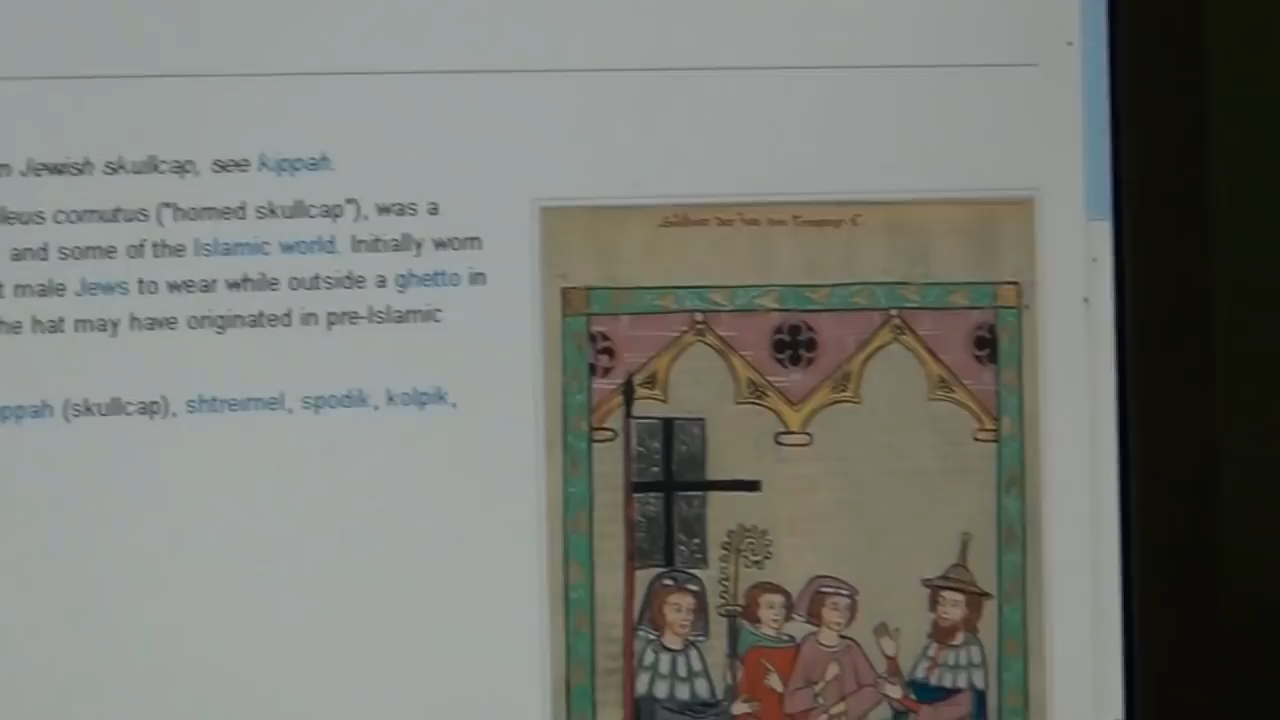 n Jewish skullcap, see kippah.
lleus cornutus ("horned skullcap"), was a
and some of the Islamic world. Initially worn
t male Jews to wear while outside a ghetto in
he hat may have originated in pre-Islamic
ppah (skullcap), shtreimel, spodik, kolpik,